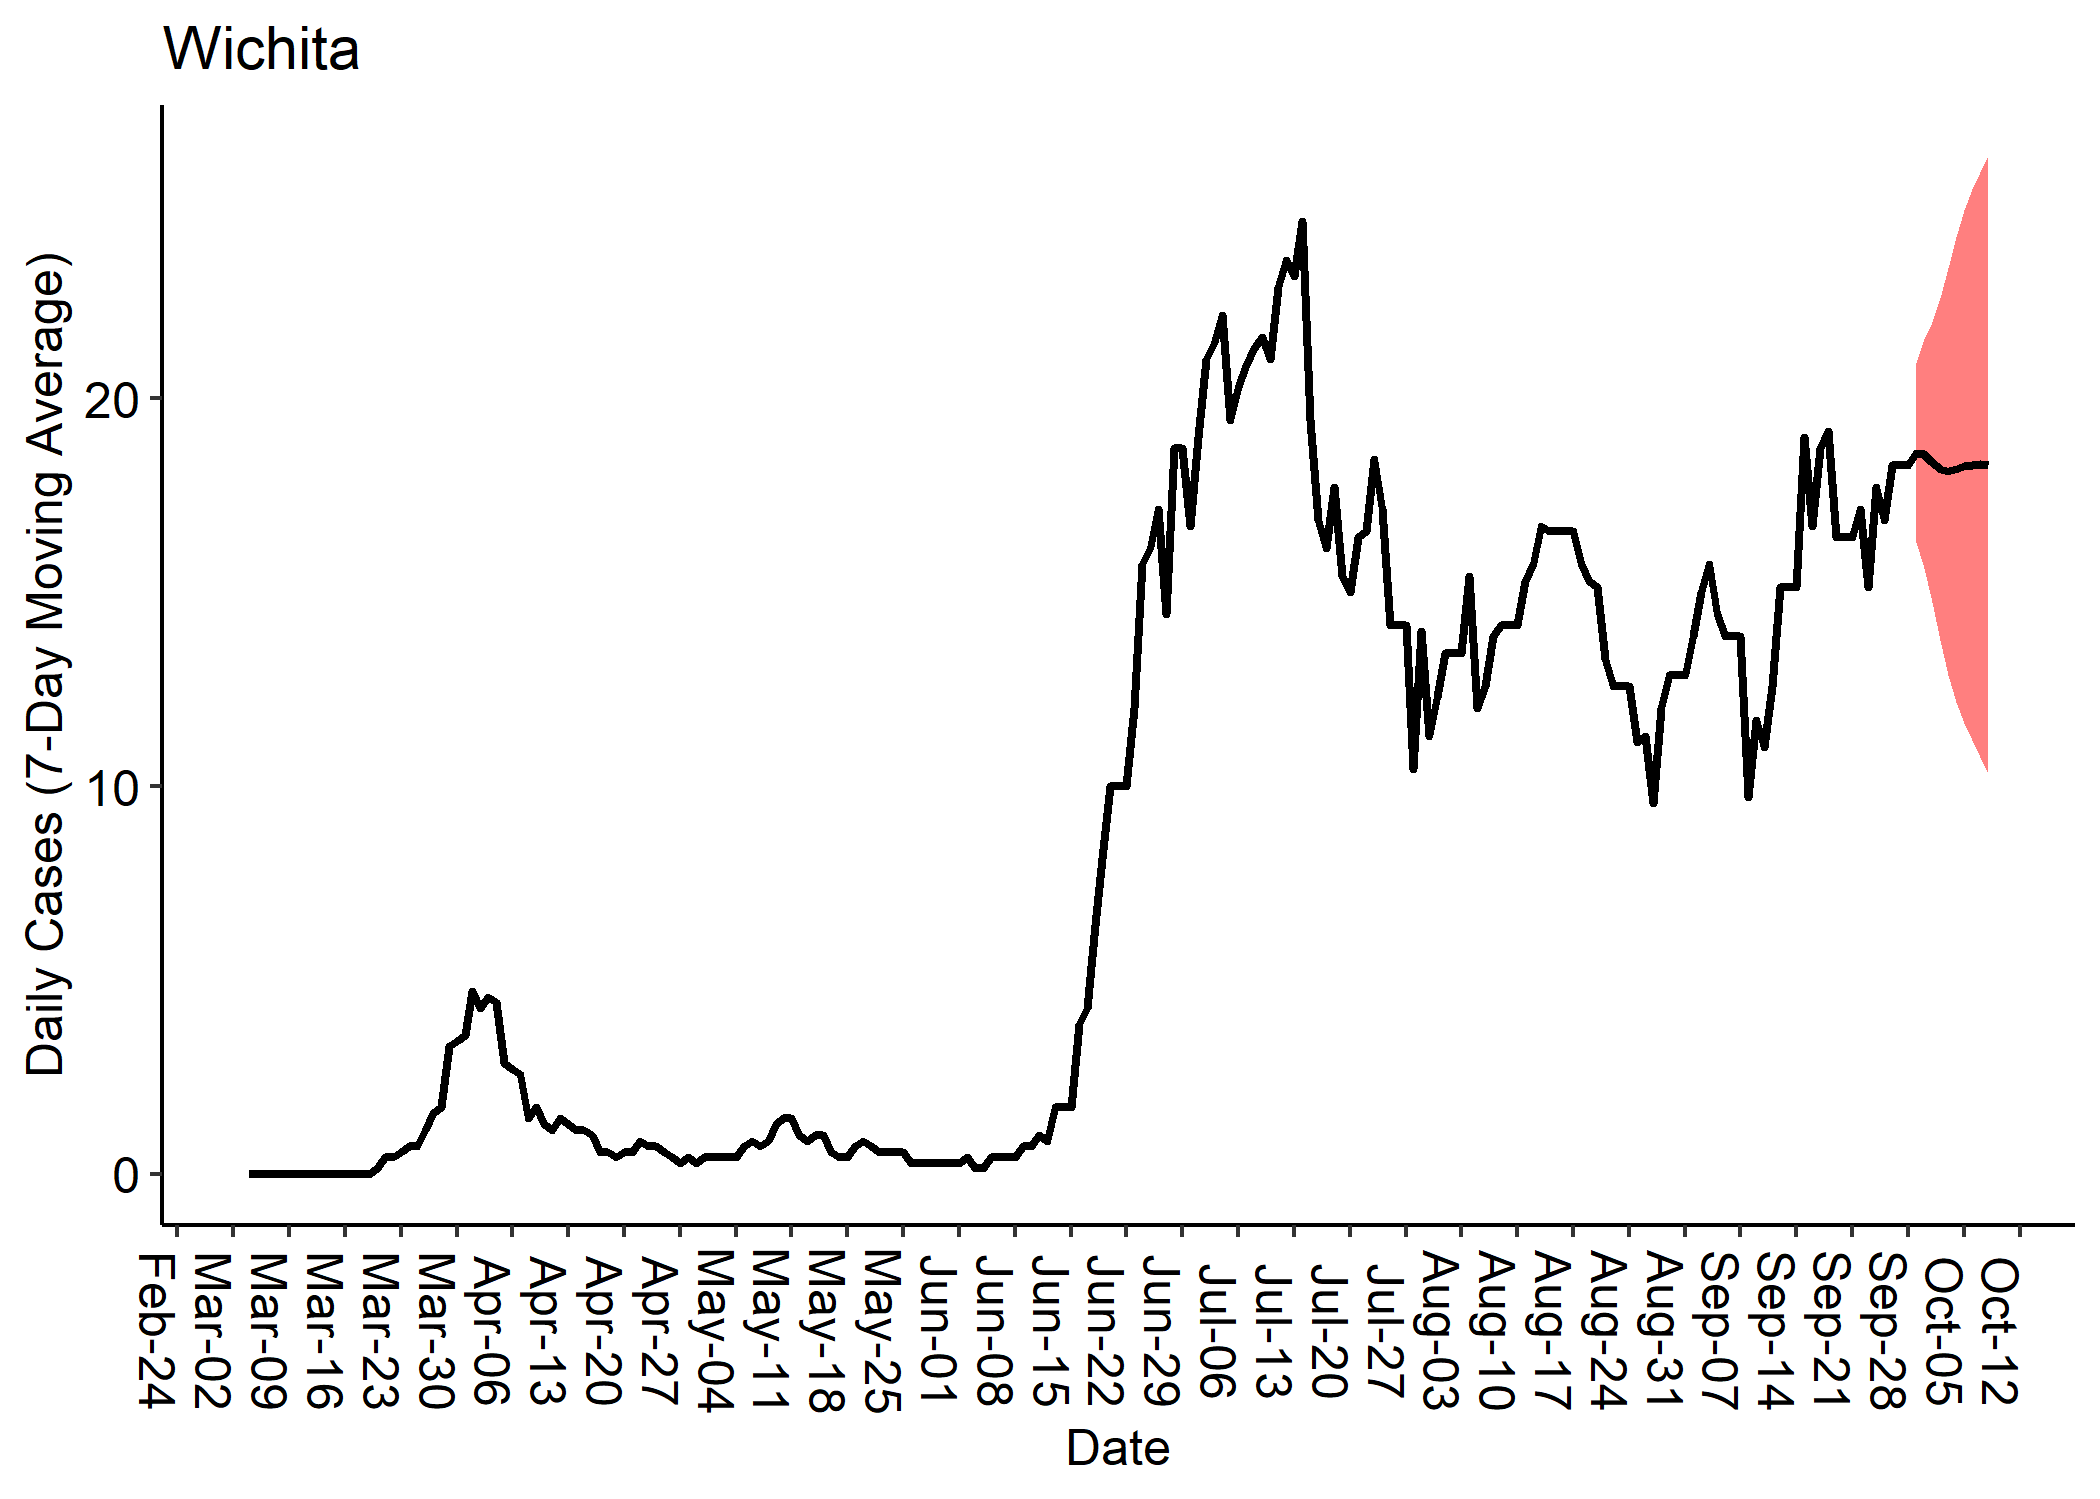 Wichita
Daily Cases (7-Day Moving Average)
20
10
0
Feb-24
Mar-02
Mar-09
Mar-16
Mar-23
Mar-30
Apr-06
Apr-13
Apr-20
Apr-27
May-04
May-11
May-18
May-25
Jun-01
Jun-08
Jun-15
Jun-22
Jun-29
Jul-06
Jul-13
Jul-20
Jul-27
Aug-03
Aug-10
Aug-17
Aug-24
Aug-31
Sep-07
Sep-14
Sep-21
Sep-28
Oct-05
Oct-12
Date